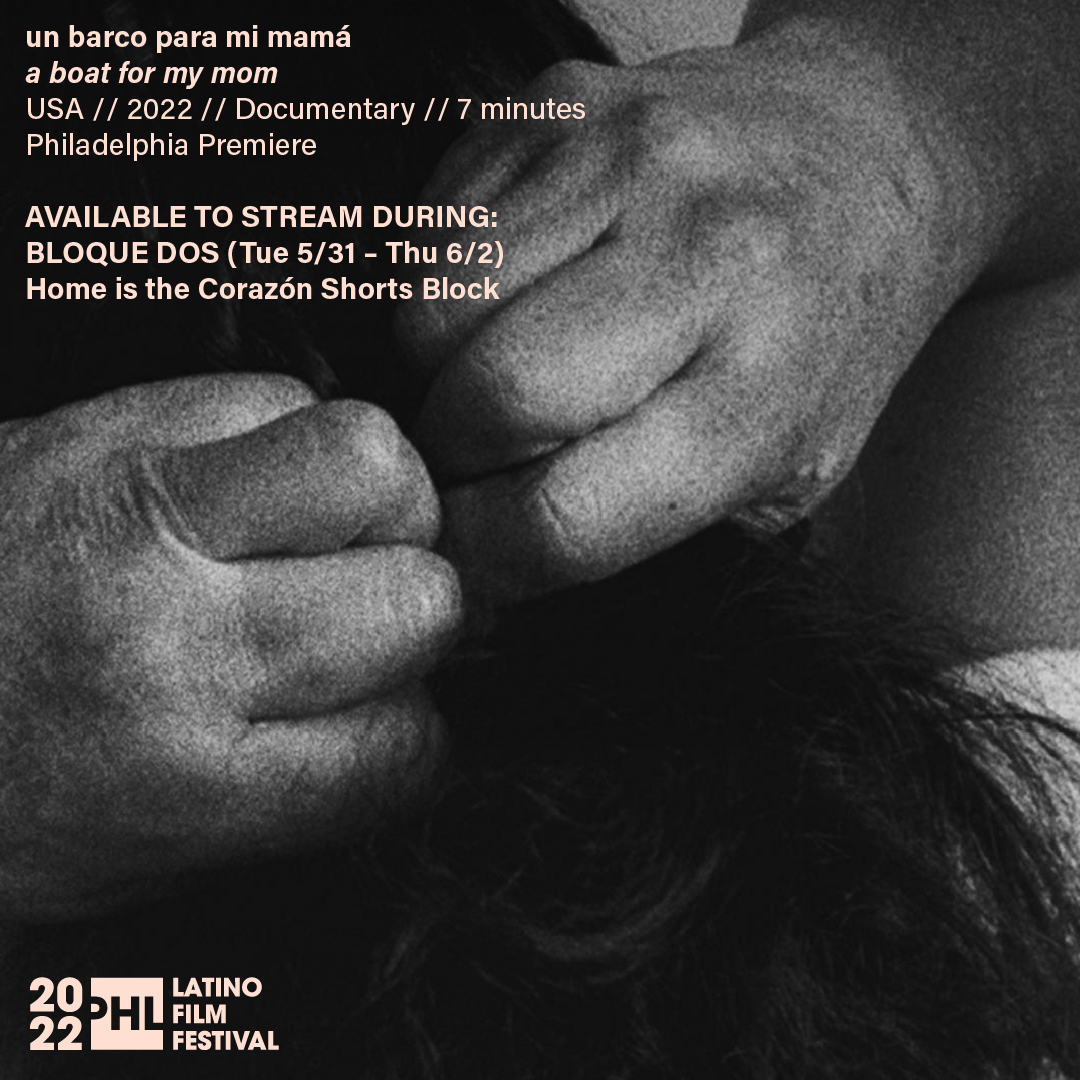 un barco para mi mamá
a boat for my mom
USA // 2022 // Documentary // 7 minutes
Philadelphia Premiere
AVAILABLE TO STREAM DURING:
BLOQUE DOS (Tue 5/31 – Thu 6/2)
Home is the Corazón Shorts Block
2022 PHL LATINO
FILM
FESTIVAL